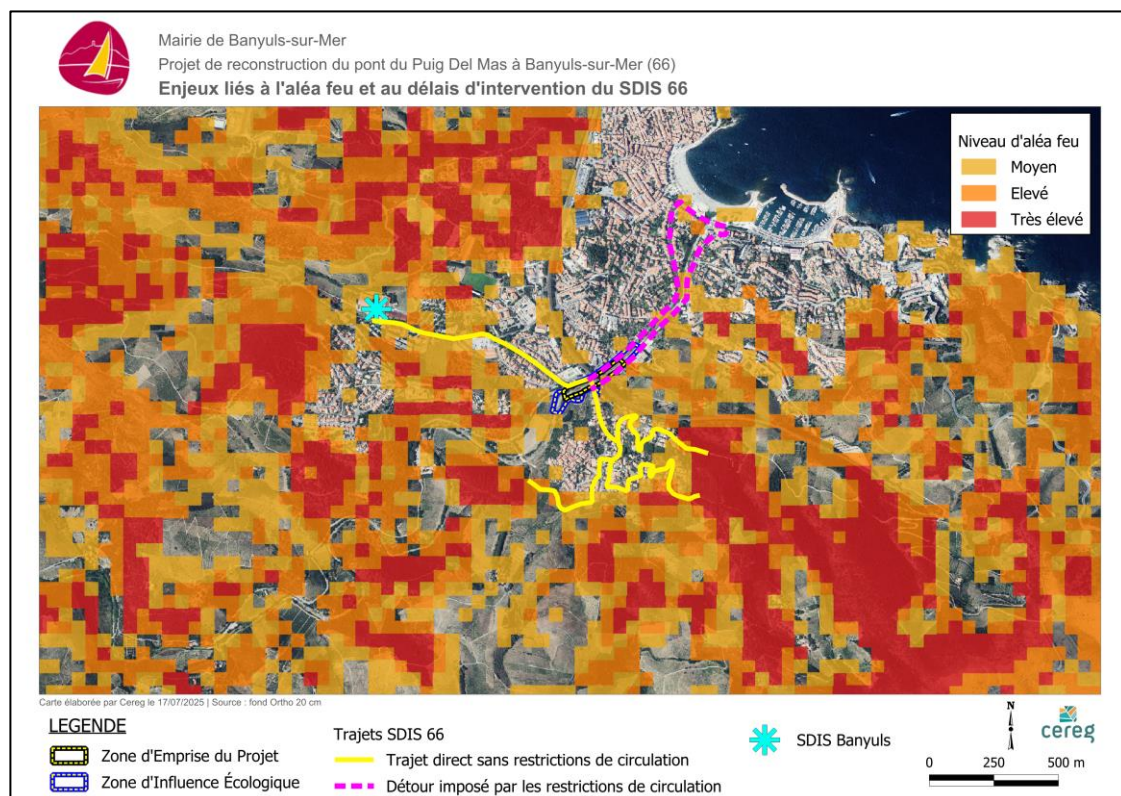 Mairie de Banyuls-sur-Mer
Projet de reconstruction du pont du Puig Del Mas à Banyuls-sur-Mer (66)
Enjeux liés à l'aléa feu et au délais d'intervention du SDIS 66
Niveau d'aléa feu
Moyen
Elevé
Très élevé
Carte élaborée par Cereg le 17/07/2025 | Source : fond Ortho 20 cm
LEGENDE
Zone d'Emprise du Projet
Zone d'Influence Écologique
Trajets SDIS 66
Trajet direct sans restrictions de circulation
Détour imposé par les restrictions de circulation
SDIS Banyuls
N
cereg
0 250 500 m